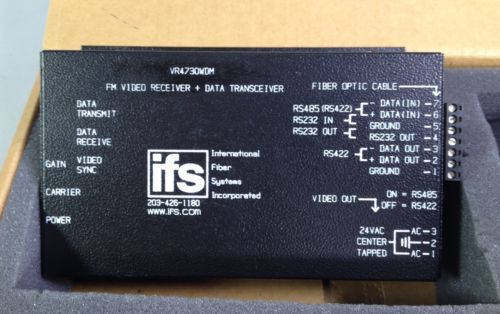 VR4730WDM
FM VIDEO RECEIVER + DATA TRANSCEIVER
FIBER OPTIC CABLE
DATA TRANSMIT
DATA RECEIVE
GAIN
VIDEO SYNC
CARRIER
POWER
ifs
International
Fiber
Systems
Incorporated
203-426-1180
www.ifs.com
RS485 (RS422)
- DATA (IN) - 7
+ DATA (IN) - 6
RS232 IN
GROUND - 5
RS232 OUT
RS232 OUT - 4
RS422
- DATA OUT - 3
+ DATA OUT - 2
GROUND - 1
VIDEO OUT
ON = RS485
OFF = RS422
24VAC
CENTER
TAPPED
AC - 3
- 2
AC - 1